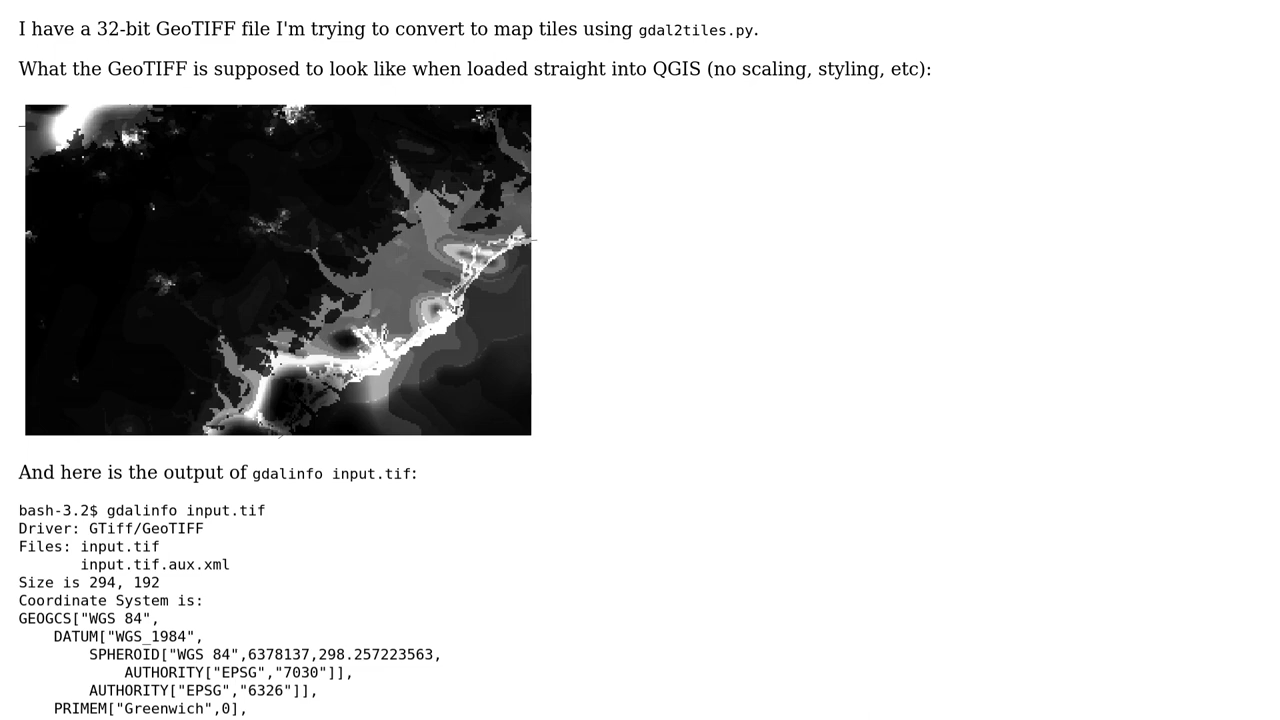 I have a 32-bit GeoTIFF file I'm trying to convert to map tiles using gdal2tiles.py.
What the GeoTIFF is supposed to look like when loaded straight into QGIS (no scaling, styling, etc):
And here is the output of gdalinfo input.tif:
bash-3.2$ gdalinfo input.tif
Driver: GTiff/GeoTIFF
Files: input.tif
       input.tif.aux.xml
Size is 294, 192
Coordinate System is:
GEOGCS["WGS 84",
    DATUM["WGS_1984",
        SPHEROID["WGS 84",6378137,298.257223563,
            AUTHORITY["EPSG","7030"]],
        AUTHORITY["EPSG","6326"]],
    PRIMEM["Greenwich",0],